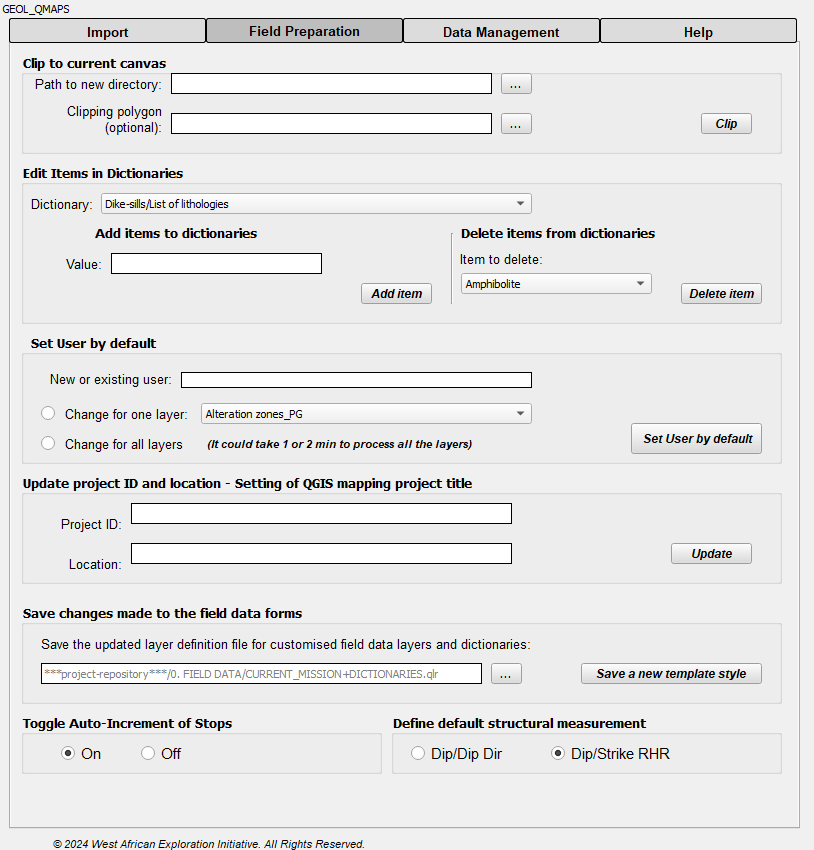 GEOL_QMAPS
Import Field Preparation Data Management Help
Clip to current canvas
Path to new directory: ...
Clipping polygon
(optional): ... Clip
Edit Items in Dictionaries
Dictionary: Dike-sills/List of lithologies
Add items to dictionaries Delete items from dictionaries
Value: Item to delete:
Amphibolite
Add item Delete item
Set User by default
New or existing user:
Change for one layer: Alteration zones_PG
Change for all layers (It could take 1 or 2 min to process all the layers) Set User by default
Update project ID and location - Setting of QGIS mapping project title
Project ID:
Location: Update
Save changes made to the field data forms
Save the updated layer definition file for customised field data layers and dictionaries:
***project-repository***/0. FIELD DATA/CURRENT_MISSION+DICTIONARIES.qlr ... Save a new template style
Toggle Auto-Increment of Stops Define default structural measurement
On Off Dip/Dip Dir Dip/Strike RHR
© 2024 West African Exploration Initiative. All Rights Reserved.